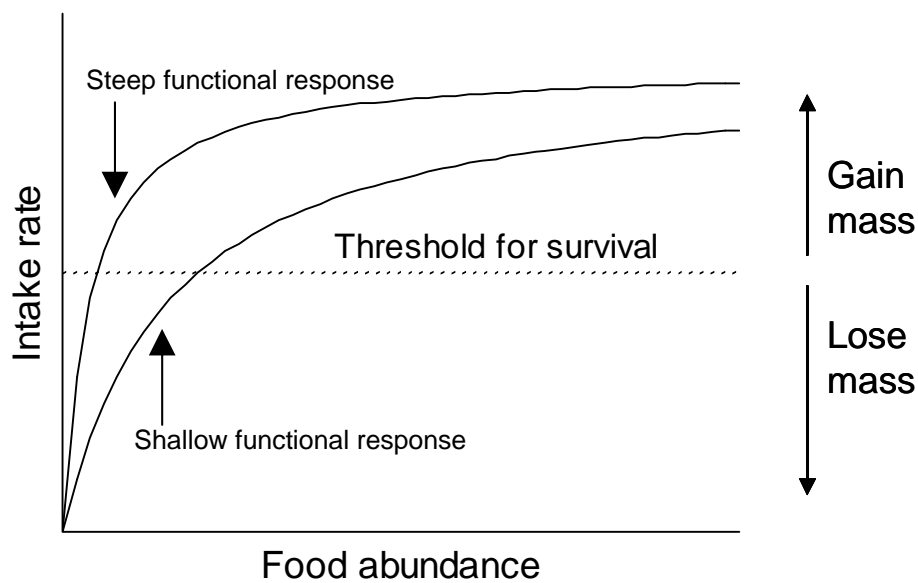 Steep functional response
Gain
mass
Threshold for survival
Intake rate
Lose
mass
Shallow functional response
Food abundance